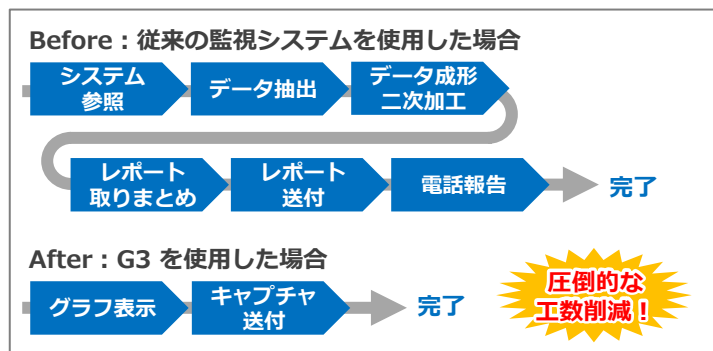 Before：従来の監視システムを使用した場合
システム
参照
データ抽出
データ成形
二次加工
レポート
取りまとめ
レポート
送付
電話報告
完了
After：G3 を使用した場合
グラフ表示
キャプチャ
送付
完了
圧倒的な
工数削減！